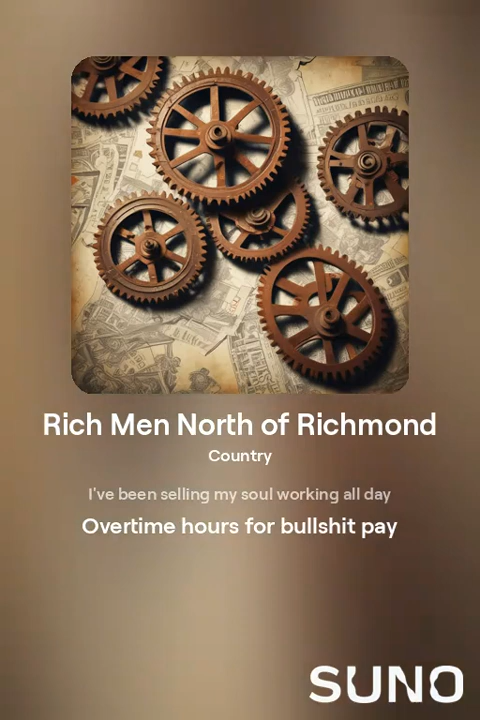 Rich Men North of Richmond
Country
I've been selling my soul working all day
Overtime hours for bullshit pay
SUNO